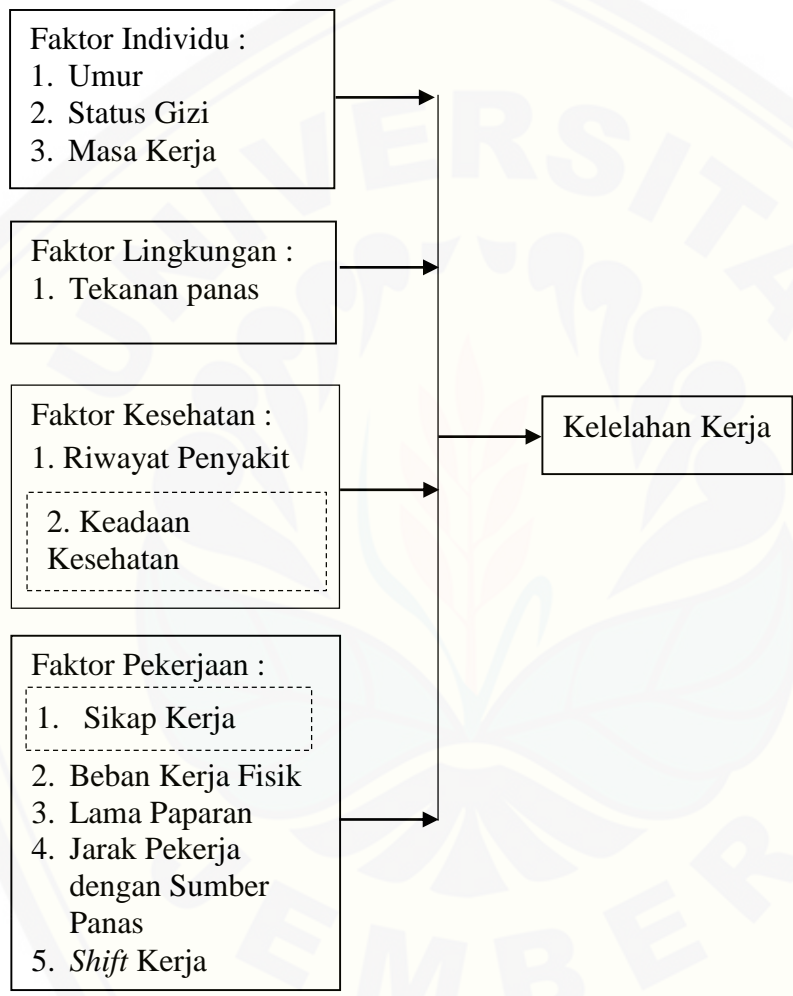 Faktor Individu :
1. Umur
2. Status Gizi
3. Masa Kerja
Faktor Lingkungan :
1. Tekanan panas
Faktor Kesehatan :
1. Riwayat Penyakit
2. Keadaan
Kesehatan
Faktor Pekerjaan :
1. Sikap Kerja
2. Beban Kerja Fisik
3. Lama Paparan
4. Jarak Pekerja
dengan Sumber
Panas
5. Shift Kerja
Kelelahan Kerja
UNIVERSITA
EMBER